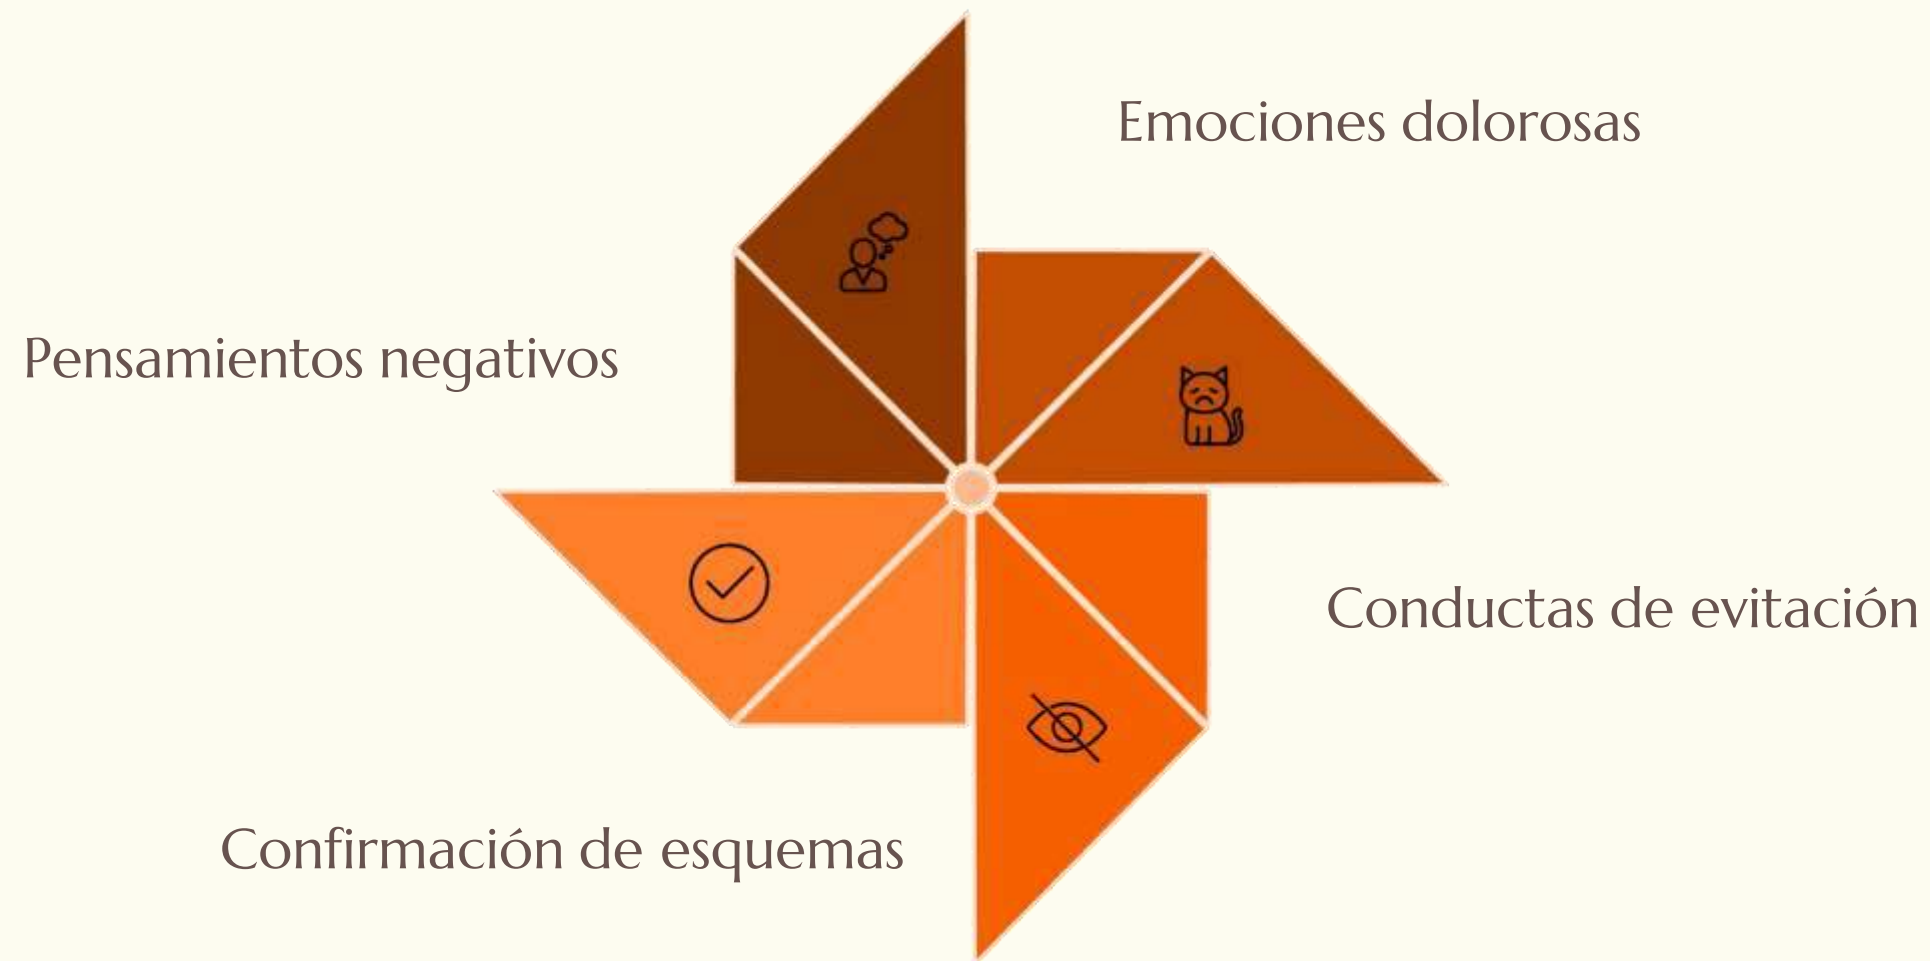 Emociones dolorosas
Pensamientos negativos
Conductas de evitación
Confirmación de esquemas